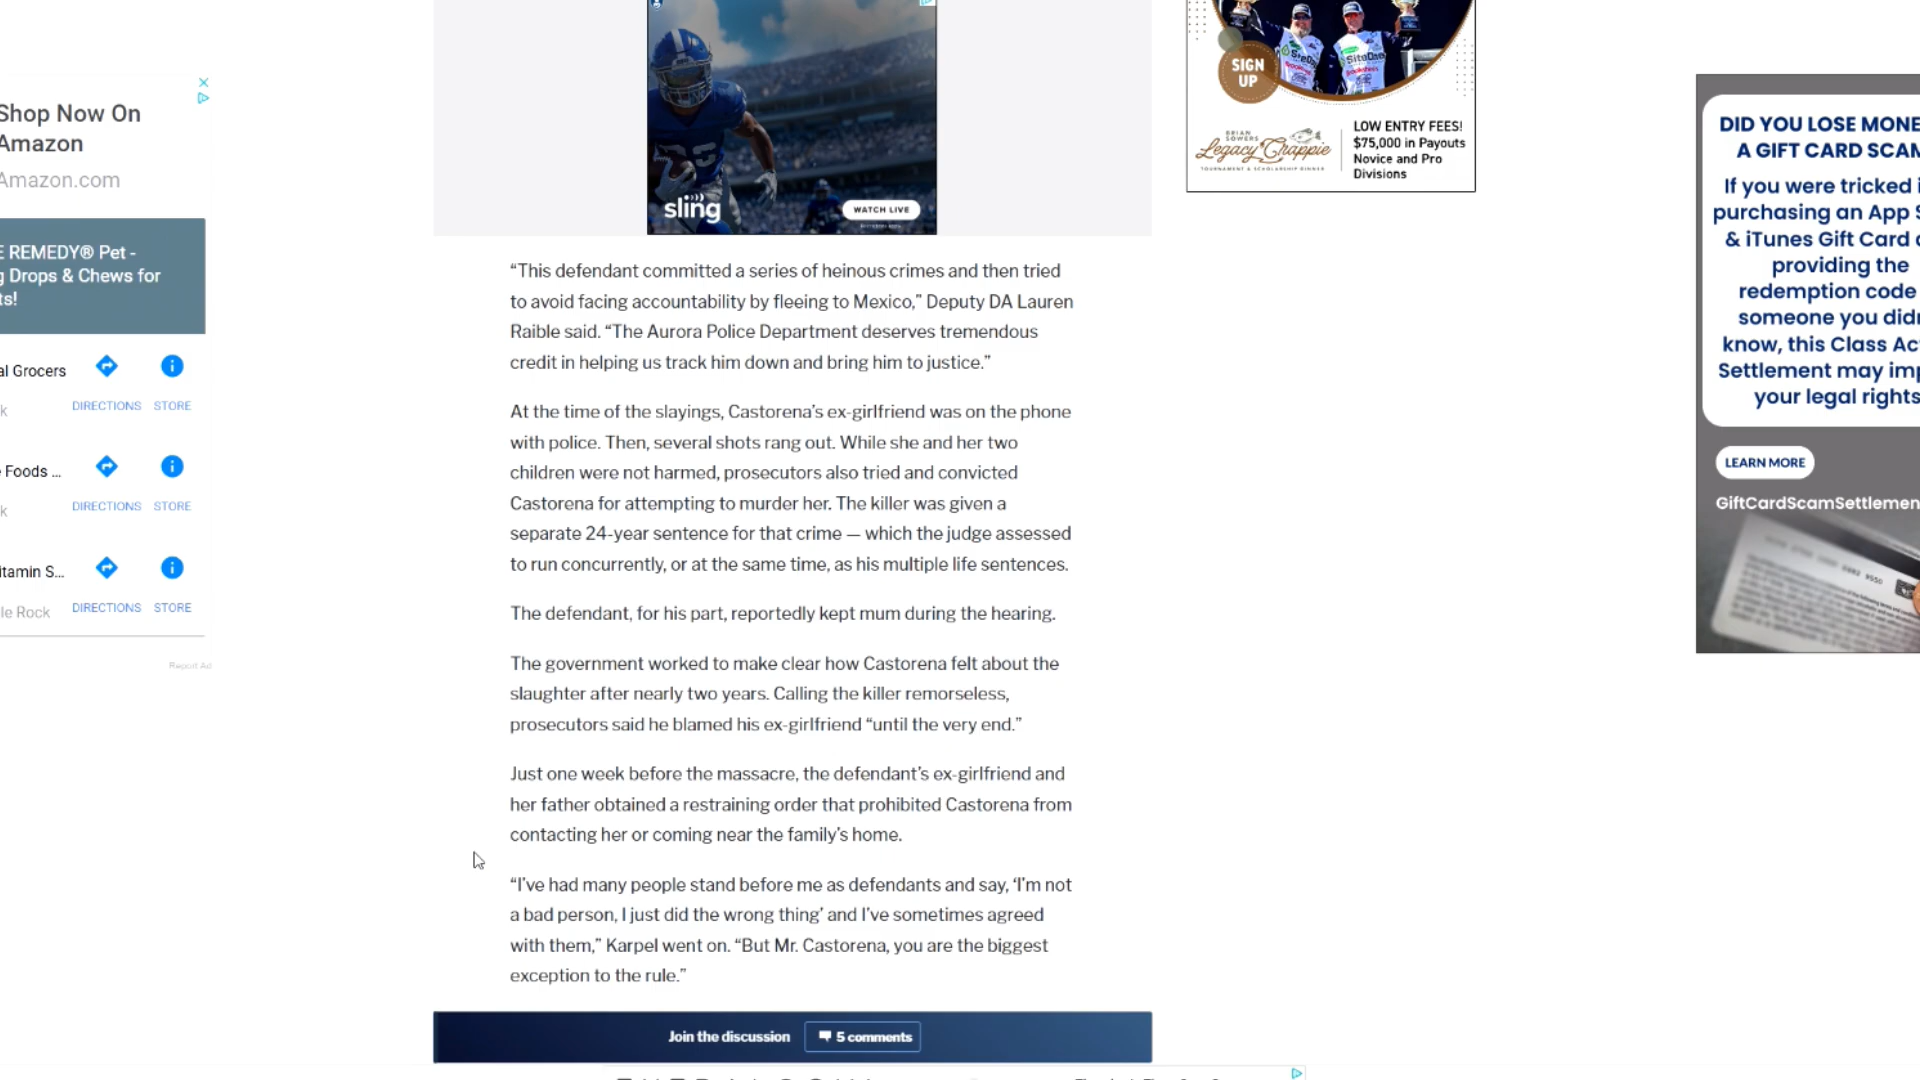 Shop Now On
Amazon
Amazon.com
E REMEDY® Pet -
g Drops & Chews for
ts!
al Grocers
DIRECTIONS STORE
k
e Foods ...
DIRECTIONS STORE
k
itamin S...
DIRECTIONS STORE
le Rock
Report Ad
sling
WATCH LIVE
SIGN
UP
BRIAN
SOWERS
Legacy Crappie
TOURNAMENT & SCHOLARSHIP DINNER
LOW ENTRY FEES!
$75,000 in Payouts
Novice and Pro
Divisions
“This defendant committed a series of heinous crimes and then tried
to avoid facing accountability by fleeing to Mexico,” Deputy DA Lauren
Raible said. “The Aurora Police Department deserves tremendous
credit in helping us track him down and bring him to justice.”
At the time of the slayings, Castorena’s ex-girlfriend was on the phone
with police. Then, several shots rang out. While she and her two
children were not harmed, prosecutors also tried and convicted
Castorena for attempting to murder her. The killer was given a
separate 24-year sentence for that crime — which the judge assessed
to run concurrently, or at the same time, as his multiple life sentences.
The defendant, for his part, reportedly kept mum during the hearing.
The government worked to make clear how Castorena felt about the
slaughter after nearly two years. Calling the killer remorseless,
prosecutors said he blamed his ex-girlfriend “until the very end.”
Just one week before the massacre, the defendant’s ex-girlfriend and
her father obtained a restraining order that prohibited Castorena from
contacting her or coming near the family’s home.
“I’ve had many people stand before me as defendants and say, ‘I’m not
a bad person, I just did the wrong thing’ and I’ve sometimes agreed
with them,” Karpel went on. “But Mr. Castorena, you are the biggest
exception to the rule.”
Join the discussion
5 comments
DID YOU LOSE MONE
A GIFT CARD SCAM
If you were tricked i
purchasing an App S
& iTunes Gift Card a
providing the
redemption code
someone you didn
know, this Class Act
Settlement may imp
your legal rights
LEARN MORE
GiftCardScamSettlemen